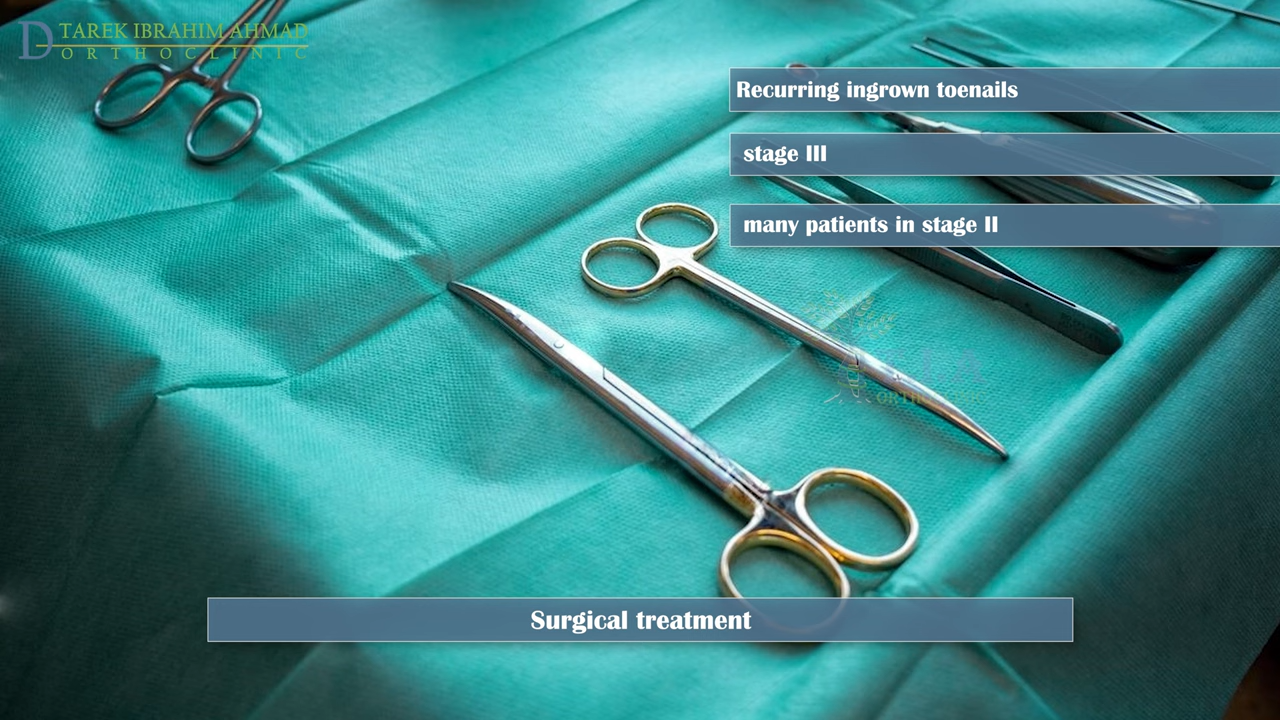 D TAREK IBRAHIM AHMAD
ORTHOCLINIC
Recurring ingrown toenails
stage III
many patients in stage II
Surgical treatment